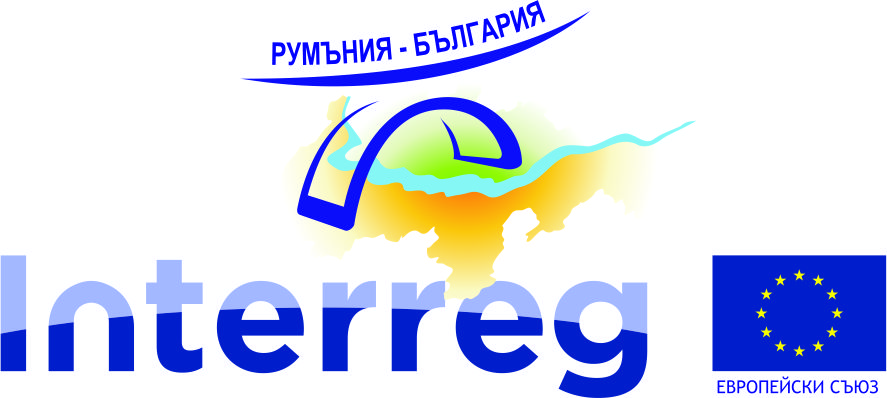 РУМЪНИЯ - БЪЛГАРИЯ
Interreg
ЕВРОПЕЙСКИ СЪЮЗ